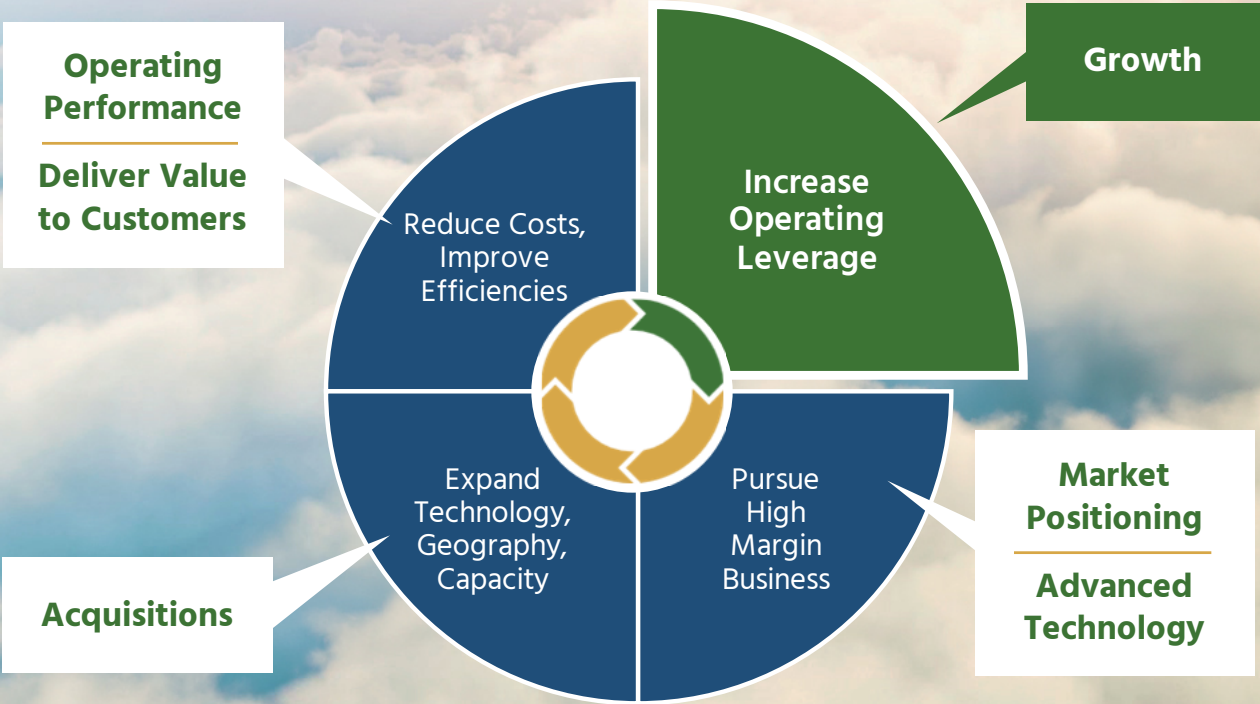 Operating
Performance
Deliver Value
to Customers
Reduce Costs,
Improve
Efficiencies
Increase
Operating
Leverage
Growth
Expand
Technology,
Geography,
Capacity
Pursue
High
Margin
Business
Market
Positioning
Advanced
Technology
Acquisitions